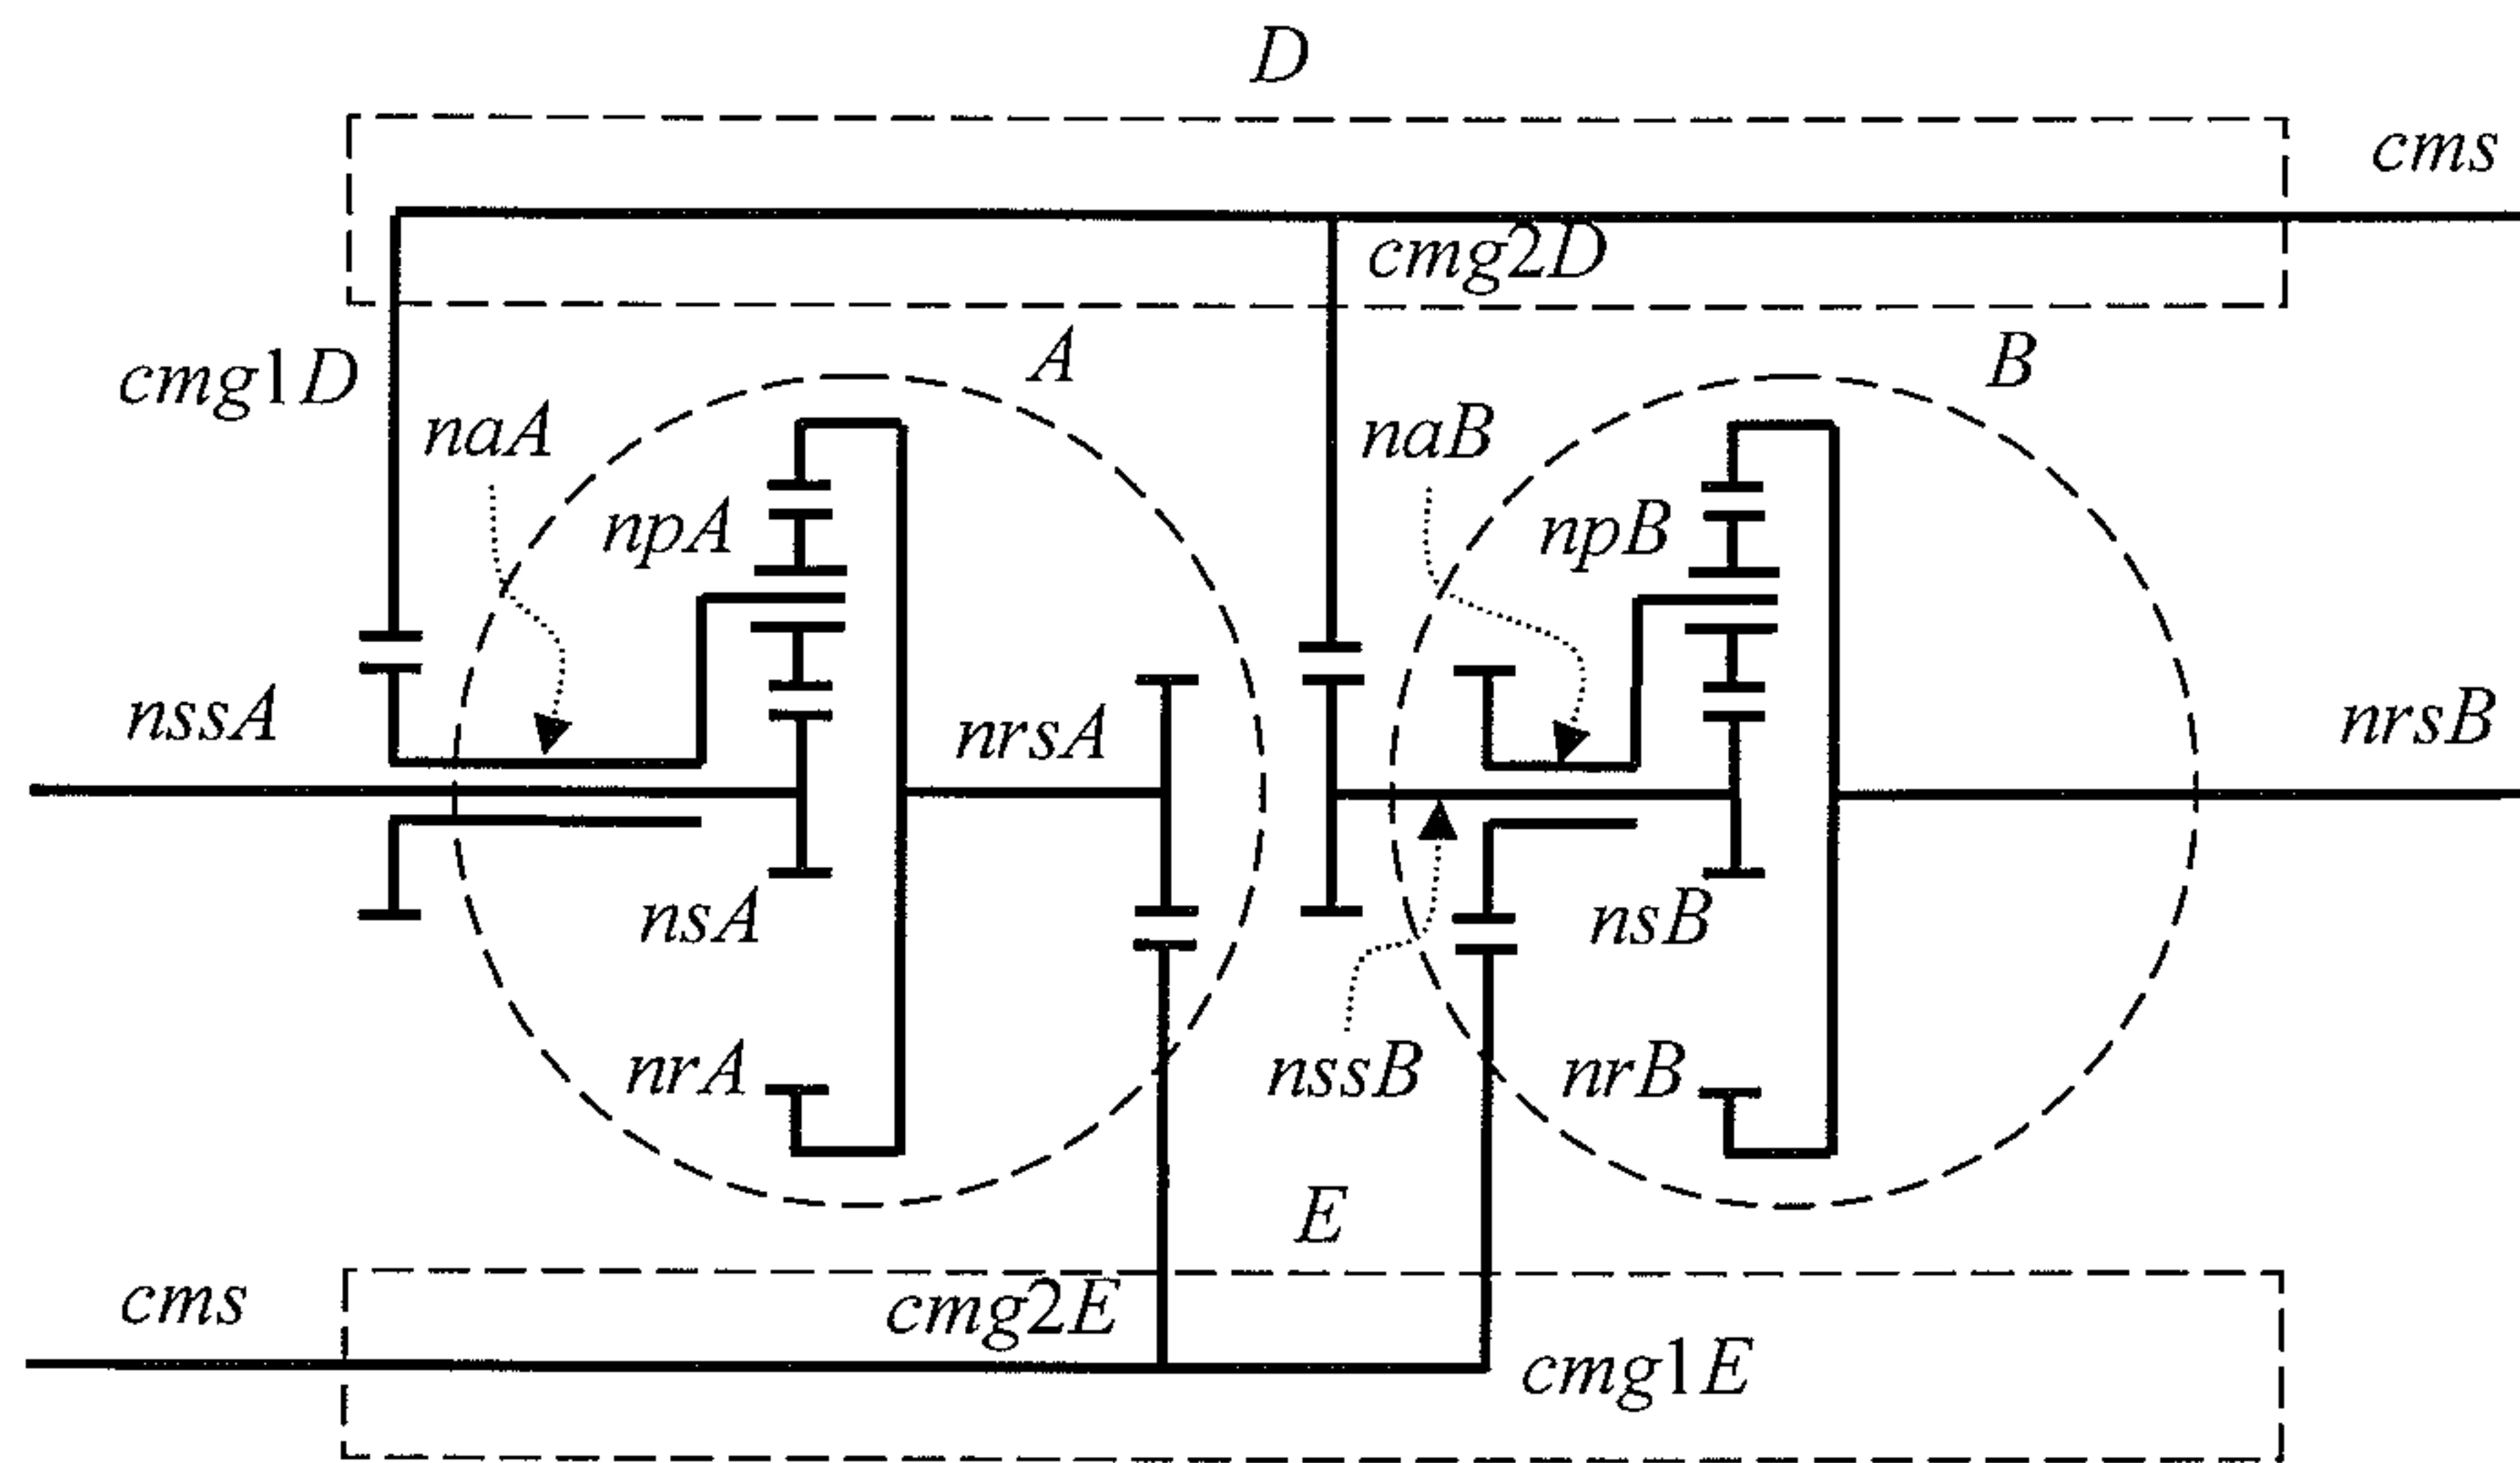 D
cms
cmg2D
A
B
cmg1D
naA
naB
npA
npB
nssA
nrsA
nrsB
nsA
nsB
nrA
nssB
nrB
E
cms
cmg2E
cmg1E